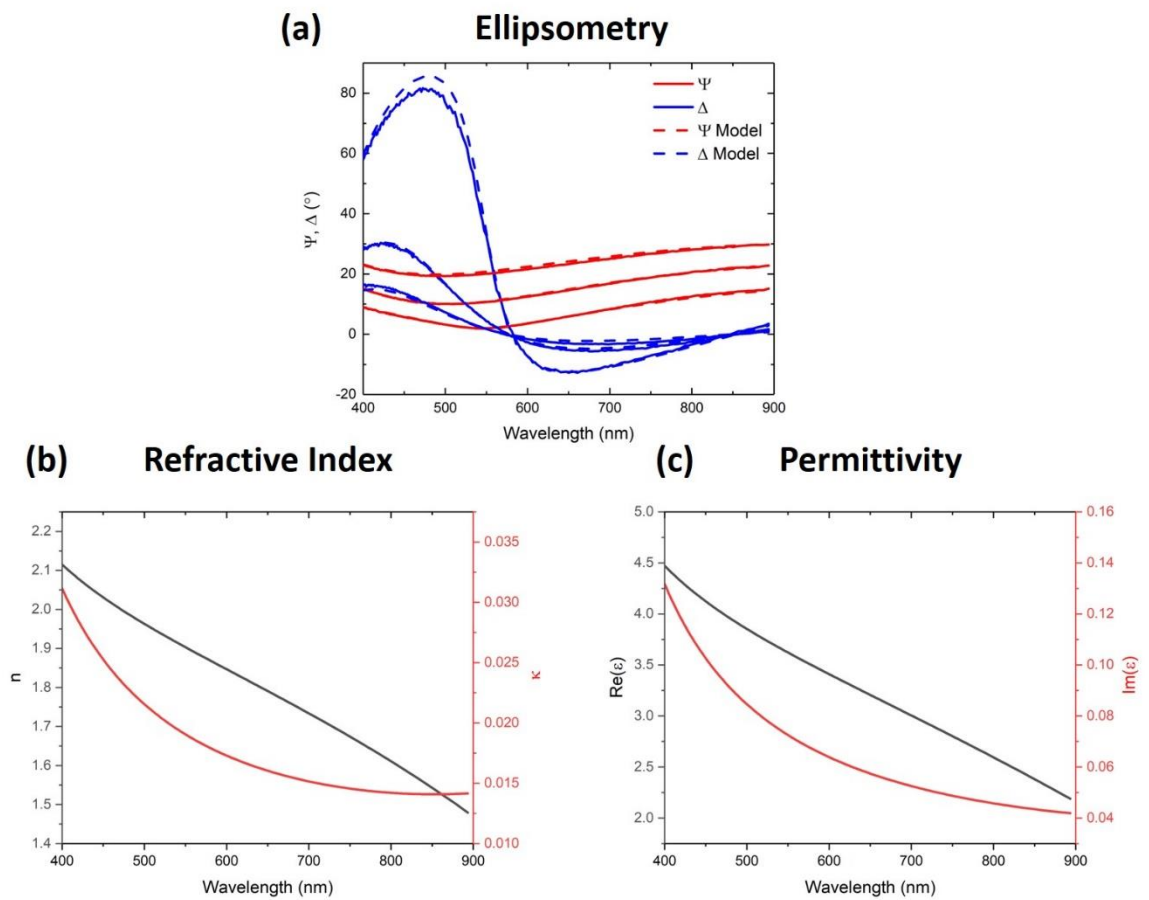 (a) Ellipsometry
Ψ
Δ
Ψ Model
Δ Model
80
60
40
20
0
-20
Ψ, Δ (°)
400 500 600 700 800 900
Wavelength (nm)
(b) Refractive Index
2.2
2.1
2.0
1.9
1.8
1.7
1.6
1.5
1.4
n
0.035
0.030
0.025
0.020
0.015
0.010
κ
400 500 600 700 800 900
Wavelength (nm)
(c) Permittivity
5.0
4.5
4.0
3.5
3.0
2.5
2.0
Re(ε)
0.16
0.14
0.12
0.10
0.08
0.06
0.04
Im(ε)
400 500 600 700 800 900
Wavelength (nm)